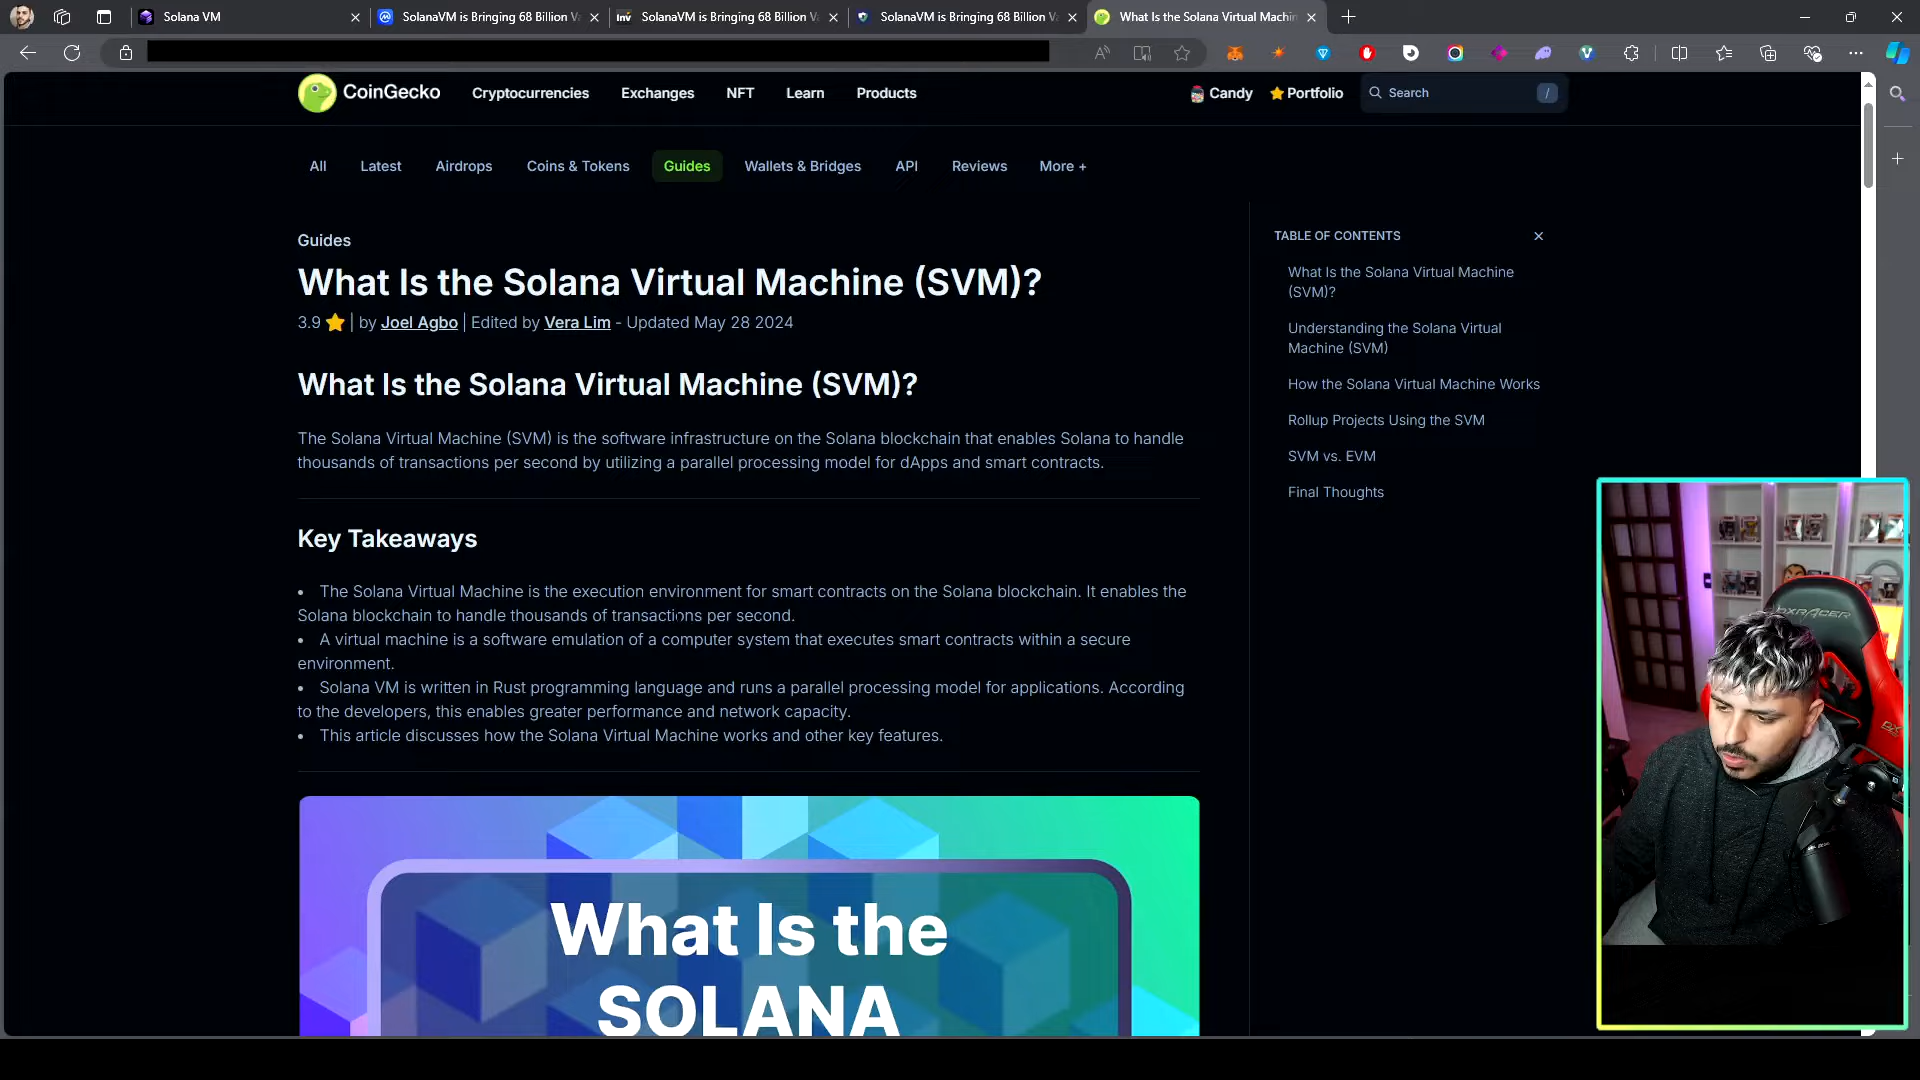 Solana VM
SolanaVM is Bringing 68 Billion V
Inv
SolanaVM is Bringing 68 Billion V
SolanaVM is Bringing 68 Billion V
What Is the Solana Virtual Machin
CoinGecko
Cryptocurrencies
Exchanges
NFT
Learn
Products
Candy
Portfolio
Search
/
All
Latest
Airdrops
Coins & Tokens
Guides
Wallets & Bridges
API
Reviews
More +
Guides
What Is the Solana Virtual Machine (SVM)?
3.9 | by Joel Agbo | Edited by Vera Lim - Updated May 28 2024
What Is the Solana Virtual Machine (SVM)?
The Solana Virtual Machine (SVM) is the software infrastructure on the Solana blockchain that enables Solana to handle
thousands of transactions per second by utilizing a parallel processing model for dApps and smart contracts.
Key Takeaways
• The Solana Virtual Machine is the execution environment for smart contracts on the Solana blockchain. It enables the
Solana blockchain to handle thousands of transactions per second.
• A virtual machine is a software emulation of a computer system that executes smart contracts within a secure
environment.
• Solana VM is written in Rust programming language and runs a parallel processing model for applications. According
to the developers, this enables greater performance and network capacity.
• This article discusses how the Solana Virtual Machine works and other key features.
What Is the
SOLANA
TABLE OF CONTENTS
What Is the Solana Virtual Machine
(SVM)?
Understanding the Solana Virtual
Machine (SVM)
How the Solana Virtual Machine Works
Rollup Projects Using the SVM
SVM vs. EVM
Final Thoughts
DXRACER